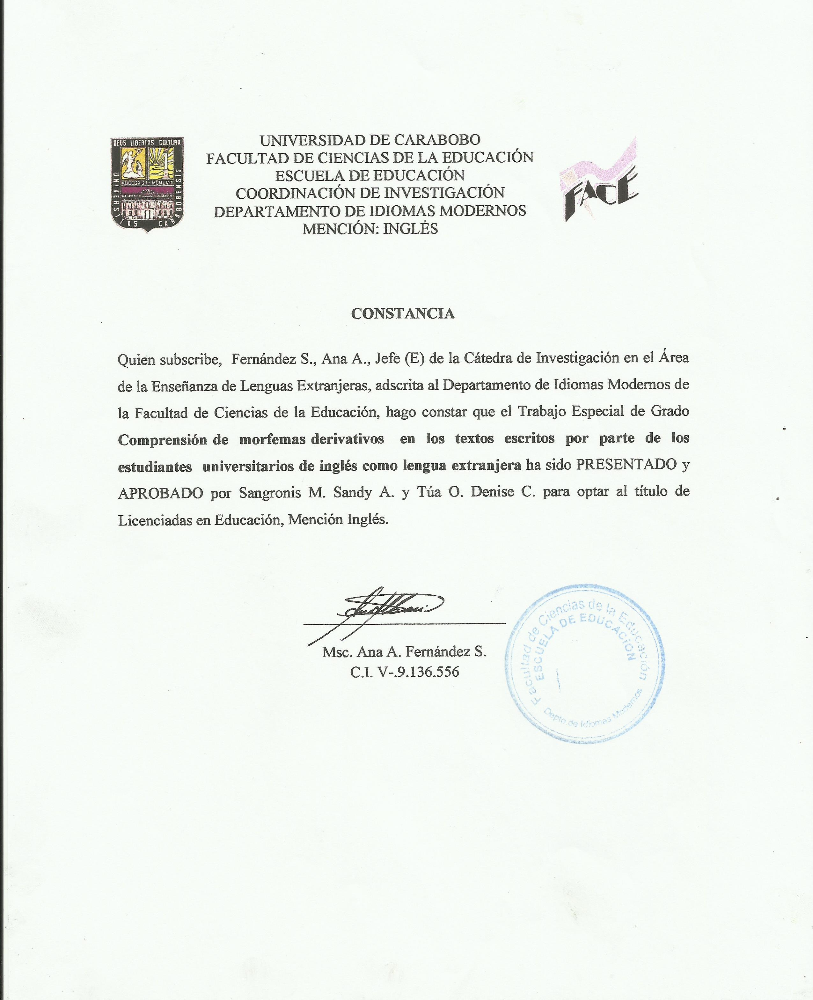 DEUS LIBERTAS CULTURA
UNIVERSITAS CARABOBENSIS
MDCCCXCII - MCMLVIII
UNIVERSIDAD DE CARABOBO
FACULTAD DE CIENCIAS DE LA EDUCACIÓN
ESCUELA DE EDUCACIÓN
COORDINACIÓN DE INVESTIGACIÓN
DEPARTAMENTO DE IDIOMAS MODERNOS
MENCIÓN: INGLÉS
FACE
CONSTANCIA
Quien subscribe, Fernández S., Ana A., Jefe (E) de la Cátedra de Investigación en el Área
de la Enseñanza de Lenguas Extranjeras, adscrita al Departamento de Idiomas Modernos de
la Facultad de Ciencias de la Educación, hago constar que el Trabajo Especial de Grado
Comprensión de morfemas derivativos en los textos escritos por parte de los
estudiantes universitarios de inglés como lengua extranjera ha sido PRESENTADO y
APROBADO por Sangronis M. Sandy A. y Túa O. Denise C. para optar al título de
Licenciadas en Educación, Mención Inglés.
Msc. Ana A. Fernández S.
C.I. V-.9.136.556
Facultad de Ciencias de la Educación
ESCUELA DE EDUCACION
Depto de Idiomas Modernos